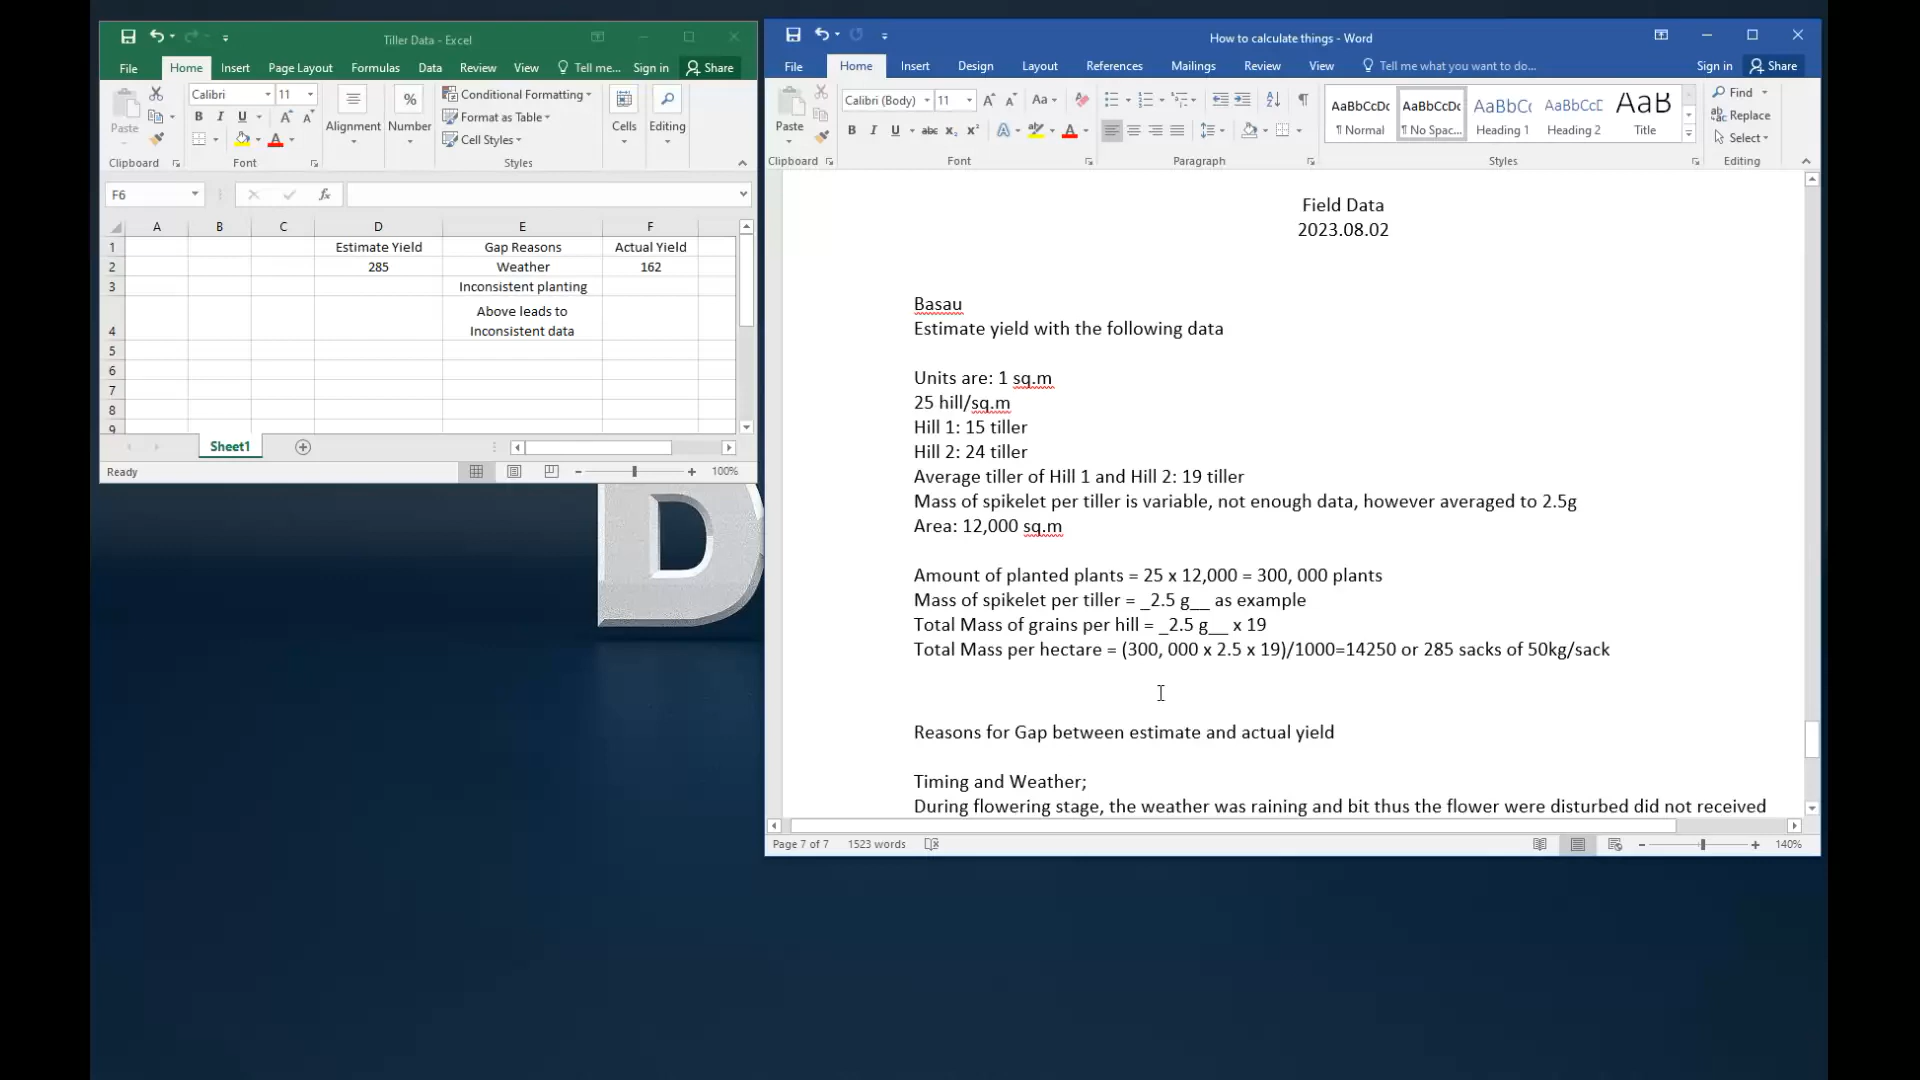 Tiller Data - Excel
File Home Insert Page Layout Formulas Data Review View Tell me... Sign in Share
Calibri 11
Paste
B I U
Alignment
%
Number
Conditional Formatting
Format as Table
Cell Styles
Cells
Editing
Clipboard Font Styles
F6 fx
A B C D E F
1 Estimate Yield Gap Reasons Actual Yield
2 285 Weather 162
3 Inconsistent planting
4 Above leads to
Inconsistent data
5
6
7
8
9
Sheet1
Ready 100%
D
How to calculate things - Word
File Home Insert Design Layout References Mailings Review View Tell me what you want to do... Sign in Share
Paste
Calibri (Body) 11 Aa
B I U abc X₂ X² A A
AaBbCcDc AaBbCcDc AaBbCc AaBbCcD AaB
¶ Normal ¶ No Spac... Heading 1 Heading 2 Title
Find
Replace
Select
Clipboard Font Paragraph Styles Editing
Field Data
2023.08.02
Basau
Estimate yield with the following data
Units are: 1 sq.m
25 hill/sq.m
Hill 1: 15 tiller
Hill 2: 24 tiller
Average tiller of Hill 1 and Hill 2: 19 tiller
Mass of spikelet per tiller is variable, not enough data, however averaged to 2.5g
Area: 12,000 sq.m
Amount of planted plants = 25 x 12,000 = 300, 000 plants
Mass of spikelet per tiller = _2.5 g__ as example
Total Mass of grains per hill = _2.5 g__ x 19
Total Mass per hectare = (300, 000 x 2.5 x 19)/1000=14250 or 285 sacks of 50kg/sack
Reasons for Gap between estimate and actual yield
Timing and Weather;
During flowering stage, the weather was raining and bit thus the flower were disturbed did not received
Page 7 of 7 1523 words 140%